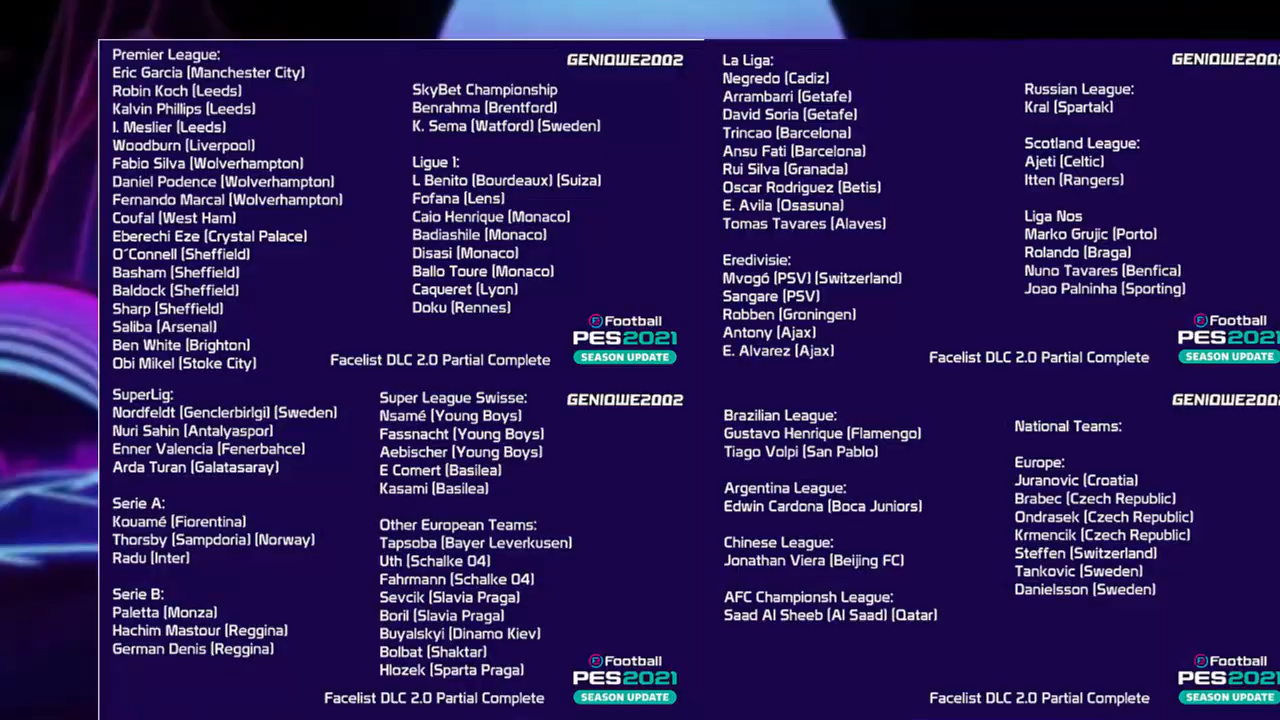 GENIOWE2002
Premier League:
Eric Garcia (Manchester City)
Robin Koch (Leeds)
Kalvin Phillips (Leeds)
I. Meslier (Leeds)
Woodburn (Liverpool)
Fabio Silva (Wolverhampton)
Daniel Podence (Wolverhampton)
Fernando Marcal (Wolverhampton)
Coufal (West Ham)
Eberechi Eze (Crystal Palace)
O´Connell (Sheffield)
Basham (Sheffield)
Baldock (Sheffield)
Sharp (Sheffield)
Saliba (Arsenal)
Ben White (Brighton)
Obi Mikel (Stoke City)
SkyBet Championship
Benrahma (Brentford)
K. Sema (Watford) (Sweden)
Ligue 1:
L Benito (Bourdeaux) (Suiza)
Fofana (Lens)
Caio Henrique (Monaco)
Badiashile (Monaco)
Disasi (Monaco)
Ballo Toure (Monaco)
Caqueret (Lyon)
Doku (Rennes)
eFootball
PES2021
SEASON UPDATE
Facelist DLC 2.0 Partial Complete
GENIOWE2002
La Liga:
Negredo (Cadiz)
Arrambarri (Getafe)
David Soria (Getafe)
Trincao (Barcelona)
Ansu Fati (Barcelona)
Rui Silva (Granada)
Oscar Rodriguez (Betis)
E. Avila (Osasuna)
Tomas Tavares (Alaves)
Eredivisie:
Mvogó (PSV) (Switzerland)
Sangare (PSV)
Robben (Groningen)
Antony (Ajax)
E. Alvarez (Ajax)
Russian League:
Kral (Spartak)
Scotland League:
Ajeti (Celtic)
Itten (Rangers)
Liga Nos
Marko Grujic (Porto)
Rolando (Braga)
Nuno Tavares (Benfica)
Joao Palninha (Sporting)
eFootball
PES2021
SEASON UPDATE
Facelist DLC 2.0 Partial Complete
GENIOWE2002
SuperLig:
Nordfeldt (Genclerbirlgi) (Sweden)
Nuri Sahin (Antalyaspor)
Enner Valencia (Fenerbahce)
Arda Turan (Galatasaray)
Serie A:
Kouamé (Fiorentina)
Thorsby (Sampdoria) (Norway)
Radu (Inter)
Serie B:
Paletta (Monza)
Hachim Mastour (Reggina)
German Denis (Reggina)
Super League Swisse:
Nsamé (Young Boys)
Fassnacht (Young Boys)
Aebischer (Young Boys)
E Comert (Basilea)
Kasami (Basilea)
Other European Teams:
Tapsoba (Bayer Leverkusen)
Uth (Schalke 04)
Fahrmann (Schalke 04)
Sevcik (Slavia Praga)
Boril (Slavia Praga)
Buyalskyi (Dinamo Kiev)
Bolbat (Shaktar)
Hlozek (Sparta Praga)
eFootball
PES2021
SEASON UPDATE
Facelist DLC 2.0 Partial Complete
GENIOWE2002
Brazilian League:
Gustavo Henrique (Flamengo)
Tiago Volpi (San Pablo)
Argentina League:
Edwin Cardona (Boca Juniors)
Chinese League:
Jonathan Viera (Beijing FC)
AFC Championsh League:
Saad Al Sheeb (Al Saad) (Qatar)
National Teams:
Europe:
Juranovic (Croatia)
Brabec (Czech Republic)
Ondrasek (Czech Republic)
Krmencik (Czech Republic)
Steffen (Switzerland)
Tankovic (Sweden)
Danielsson (Sweden)
eFootball
PES2021
SEASON UPDATE
Facelist DLC 2.0 Partial Complete